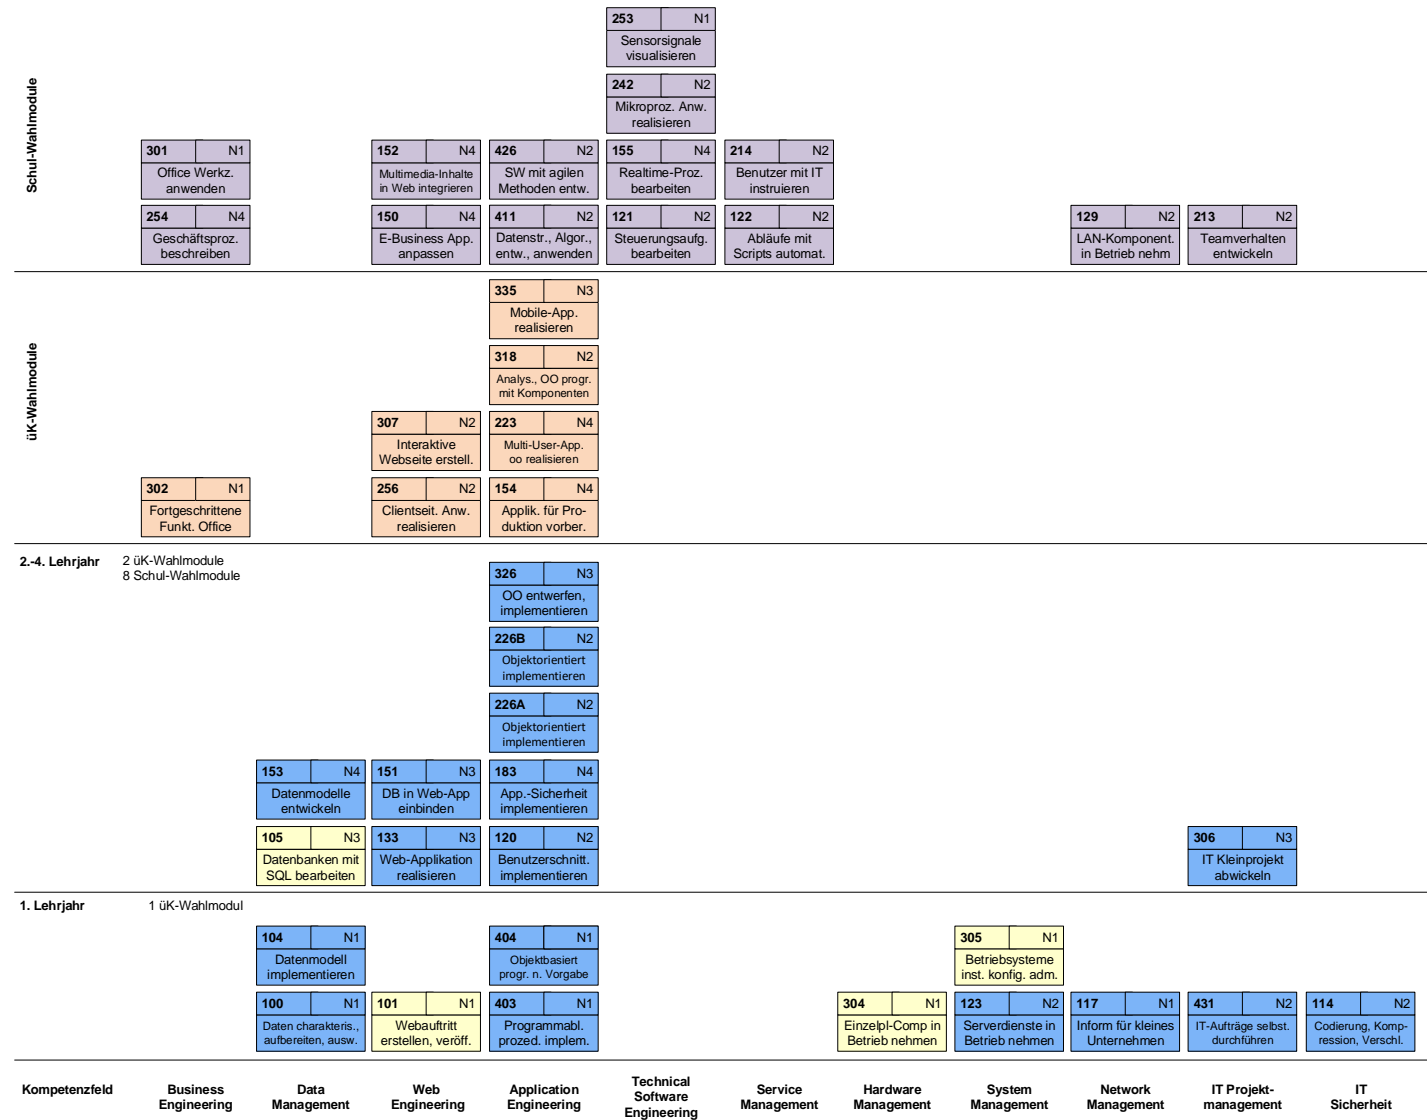 Schul-Wahlmodule
253 N1
Sensorsignale
visualisieren
242 N2
Mikroproz. Anw.
realisieren
301 N1
Office Werkz.
anwenden
152 N4
Multimedia-Inhalte
in Web integrieren
426 N2
SW mit agilen
Methoden entw.
155 N4
Realtime-Proz.
bearbeiten
214 N2
Benutzer mit IT
instruieren
254 N4
Geschäftsproz.
beschreiben
150 N4
E-Business App.
anpassen
411 N2
Datenstr., Algor.,
entw., anwenden
121 N2
Steuerungsaufg.
bearbeiten
122 N2
Abläufe mit
Scripts automat.
129 N2
LAN-Komponent.
in Betrieb nehm
213 N2
Teamverhalten
entwickeln
üK-Wahlmodule
335 N3
Mobile-App.
realisieren
318 N2
Analys., OO progr.
mit Komponenten
307 N2
Interaktive
Webseite erstell.
223 N4
Multi-User-App.
oo realisieren
302 N1
Fortgeschrittene
Funkt. Office
256 N2
Clientseit. Anw.
realisieren
154 N4
Applik. für Pro-
duktion vorber.
2.-4. Lehrjahr 2 üK-Wahlmodule
8 Schul-Wahlmodule
326 N3
OO entwerfen,
implementieren
226B N2
Objektorientiert
implementieren
226A N2
Objektorientiert
implementieren
153 N4
Datenmodelle
entwickeln
151 N3
DB in Web-App
einbinden
183 N4
App.-Sicherheit
implementieren
105 N3
Datenbanken mit
SQL bearbeiten
133 N3
Web-Applikation
realisieren
120 N2
Benutzerschnitt.
implementieren
306 N3
IT Kleinprojekt
abwickeln
1. Lehrjahr 1 üK-Wahlmodul
104 N1
Datenmodell
implementieren
404 N1
Objektbasiert
progr. n. Vorgabe
305 N1
Betriebsysteme
inst. konfig. adm.
100 N1
Daten charakteris.,
aufbereiten, ausw.
101 N1
Webauftritt
erstellen, veröff.
403 N1
Programmabl.
prozed. implem.
304 N1
Einzelpl-Comp in
Betrieb nehmen
123 N2
Serverdienste in
Betrieb nehmen
117 N1
Inform für kleines
Unternehmen
431 N2
IT-Aufträge selbst.
durchführen
114 N2
Codierung, Komp-
ression, Verschl.
Kompetenzfeld
Business
Engineering
Data
Management
Web
Engineering
Application
Engineering
Technical
Software
Engineering
Service
Management
Hardware
Management
System
Management
Network
Management
IT Projekt-
management
IT
Sicherheit